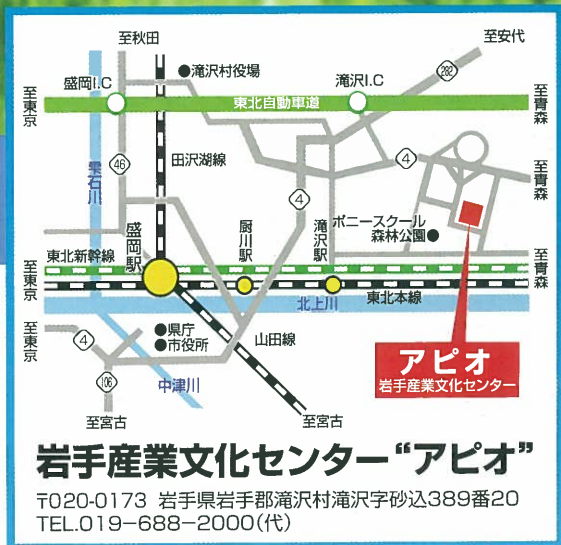 至秋田
至安代
盛岡I.C
●滝沢村役場
滝沢I.C
282
至東京
東北自動車道
至青森
46
田沢湖線
4
雫石川
4
至青森
盛岡駅
厨川駅
滝沢駅
ポニースクール
森林公園●
東北新幹線
至東京
至青森
北上川
東北本線
至東京
4
●県庁
●市役所
山田線
アピオ
岩手産業文化センター
106
中津川
至宮古
至宮古
岩手産業文化センター“アピオ”
〒020-0173 岩手県岩手郡滝沢村滝沢字砂込389番20
TEL.019-688-2000(代)